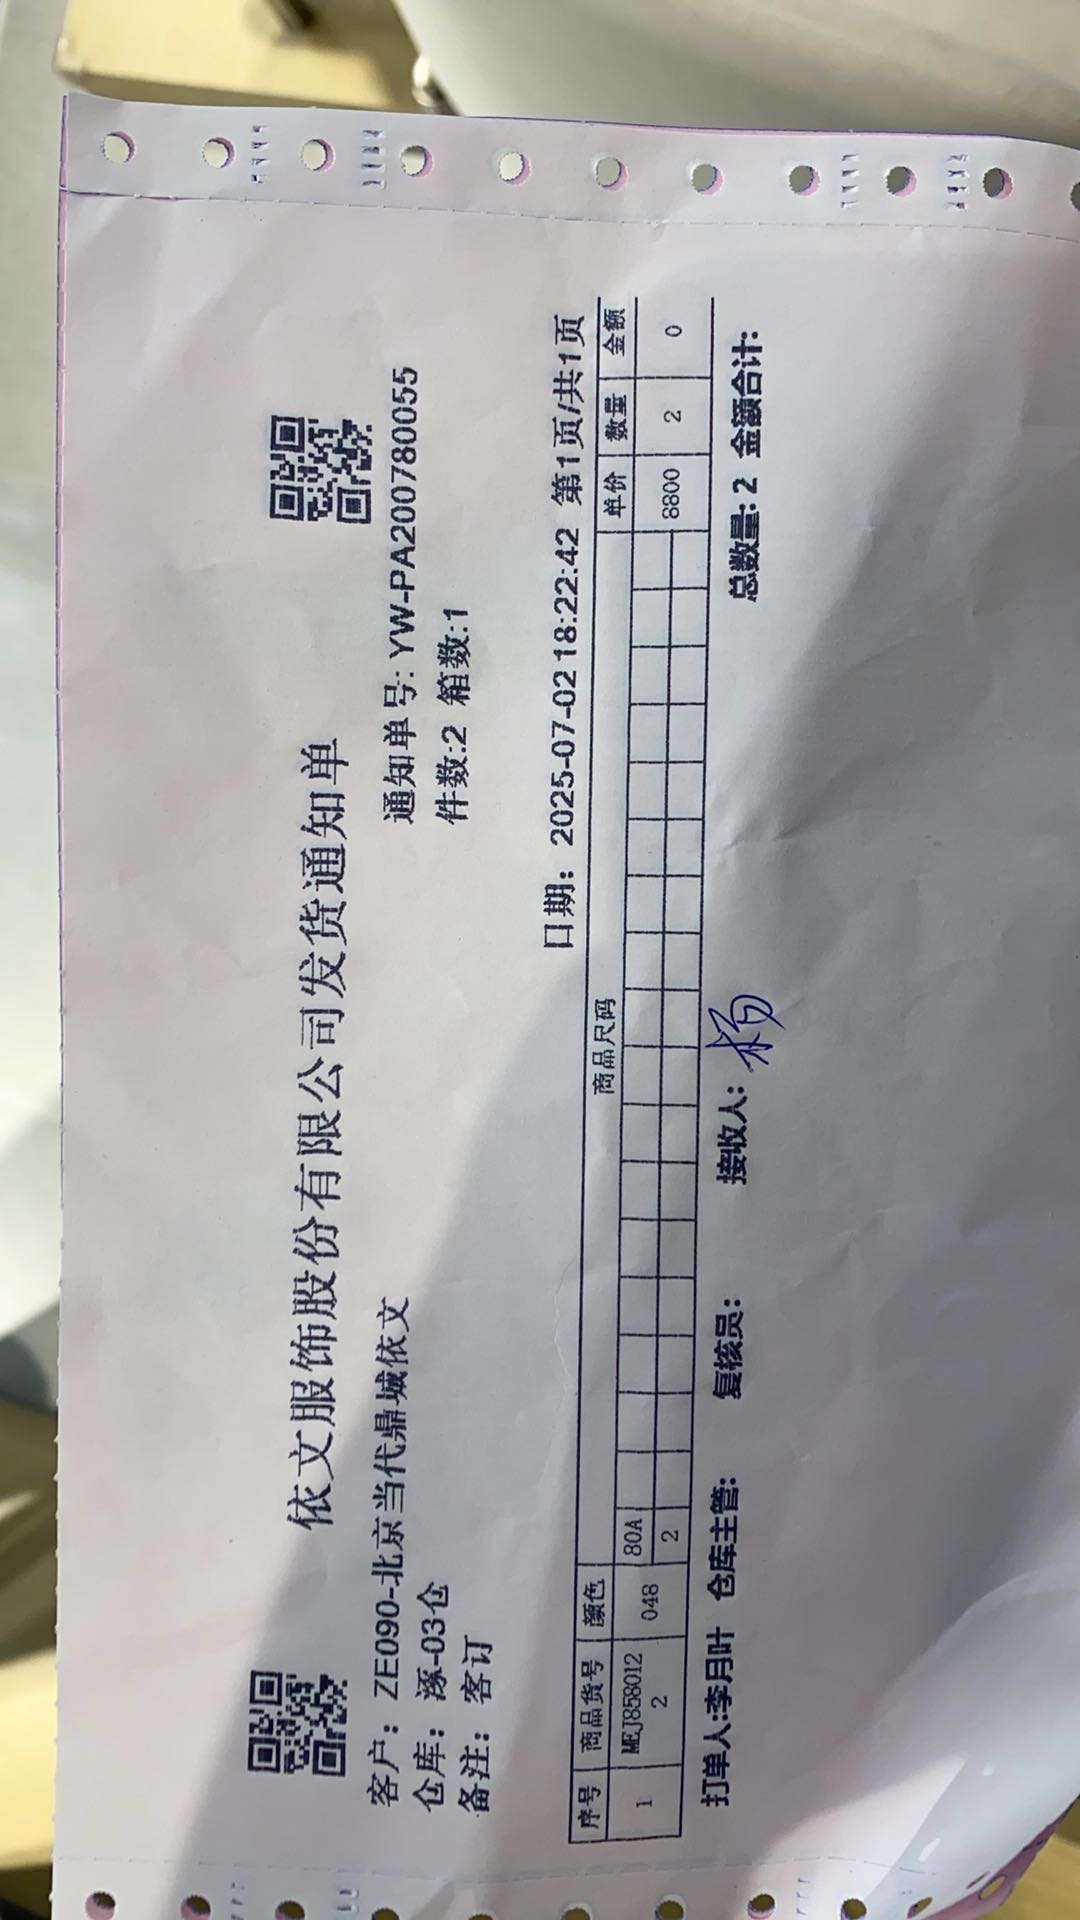 依文服饰股份有限公司发货通知单
客户：ZE090-北京当代鼎城依文 通知单号：YW-PA200780055
仓库：涿-03仓 件数:2 箱数:1
备注：客订
日期：2025-07-02 18:22:42 第1页/共1页
序号 商品货号 颜色 商品尺码 单价 数量 金额
1 MEJ858012 048 80A 8800 2 0
2 2
打单人:李月叶 仓库主管： 复核员： 接收人：杨 总数量: 2 金额合计: